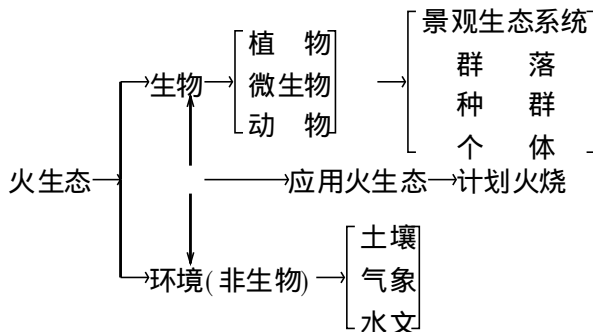 景观生态系统
植 物
群 落
生物
微生物
种 群
动 物
个 体
火生态
应用火生态
计划火烧
土壤
环境(非生物)
气象
水文